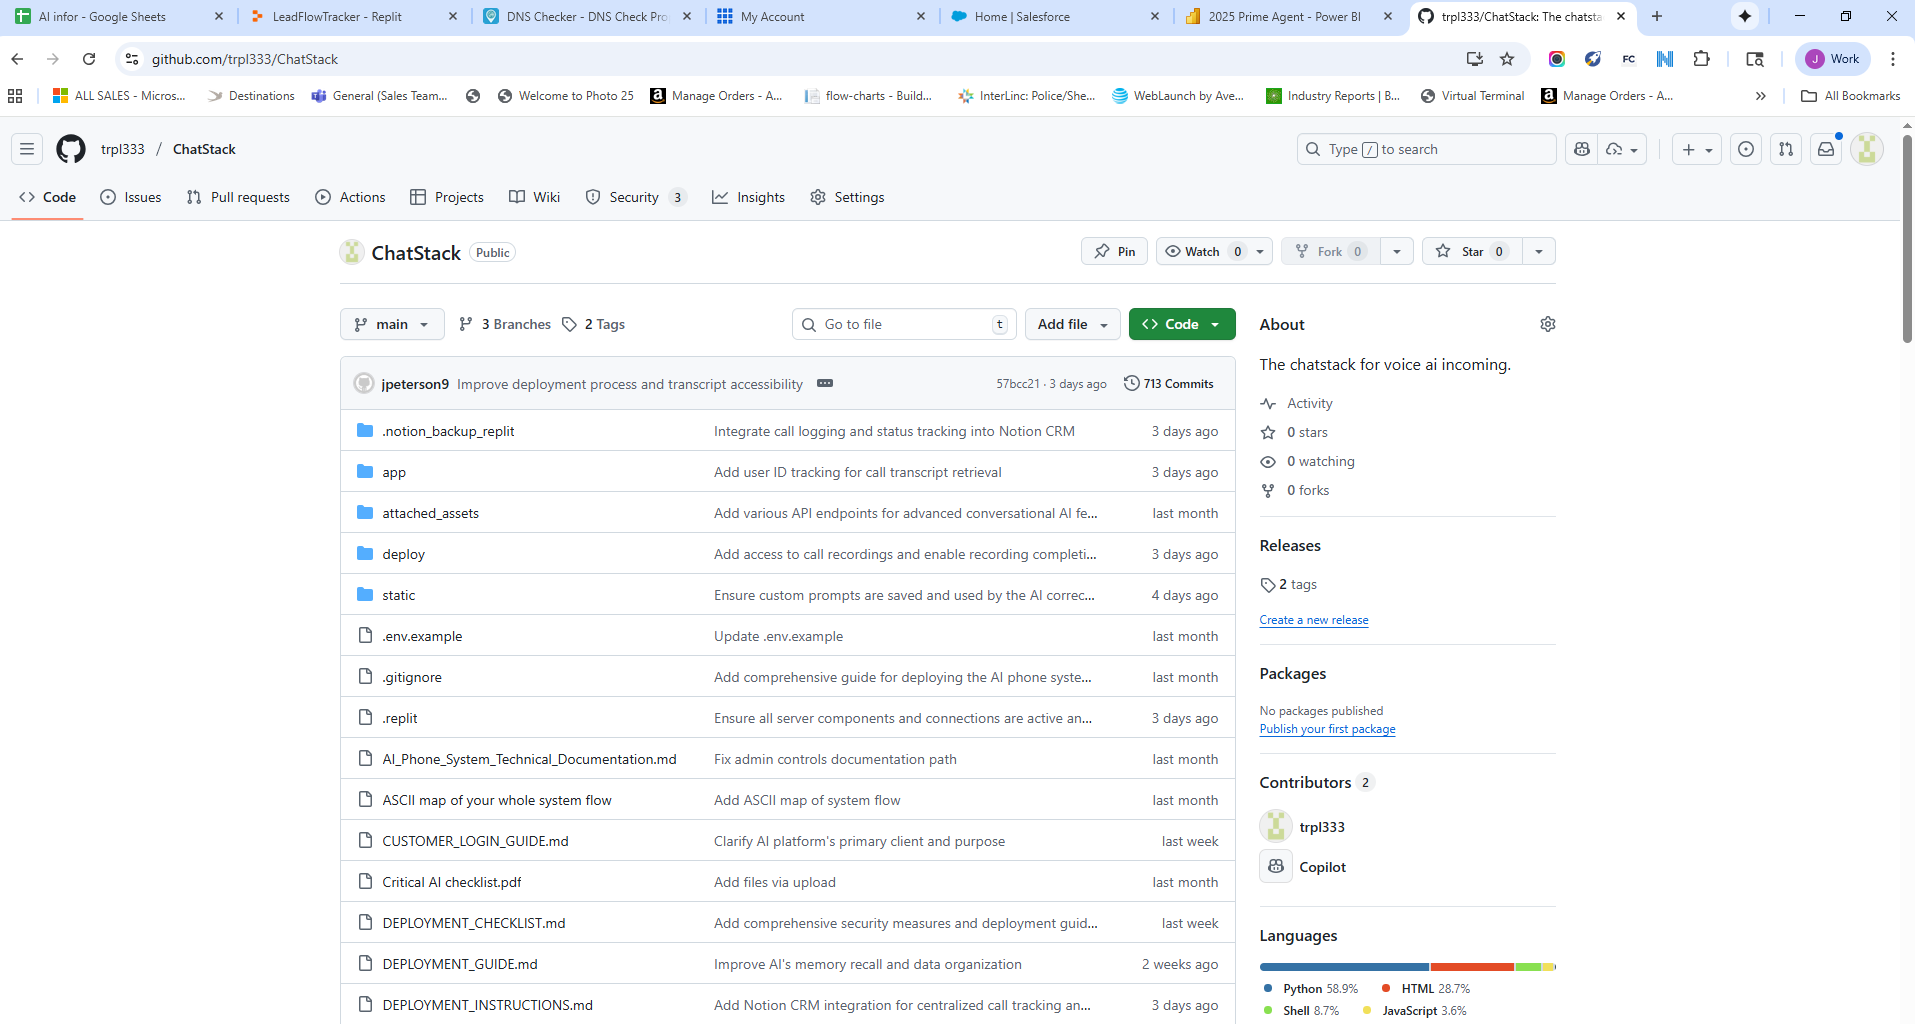 AI infor - Google Sheets
LeadFlowTracker - Replit
DNS Checker - DNS Check Pro
My Account
Home | Salesforce
2025 Prime Agent - Power BI
trpl333/ChatStack: The chatsta
github.com/trpl333/ChatStack
FC
N
J Work
ALL SALES - Micros...
Destinations
General (Sales Team...
Welcome to Photo 25
Manage Orders - A...
flow-charts - Build...
InterLinc: Police/She...
WebLaunch by Ave...
Industry Reports | B...
Virtual Terminal
Manage Orders - A...
All Bookmarks
trpl333 / ChatStack
Type / to search
Code
Issues
Pull requests
Actions
Projects
Wiki
Security 3
Insights
Settings
ChatStack Public
Pin
Watch 0
Fork 0
Star 0
main
3 Branches
2 Tags
Go to file t
Add file
Code
jpeterson9 Improve deployment process and transcript accessibility
57bcc21 · 3 days ago
713 Commits
.notion_backup_replit Integrate call logging and status tracking into Notion CRM 3 days ago
app Add user ID tracking for call transcript retrieval 3 days ago
attached_assets Add various API endpoints for advanced conversational AI fe... last month
deploy Add access to call recordings and enable recording completi... 3 days ago
static Ensure custom prompts are saved and used by the AI correc... 4 days ago
.env.example Update .env.example last month
.gitignore Add comprehensive guide for deploying the AI phone syste... last month
.replit Ensure all server components and connections are active an... 3 days ago
AI_Phone_System_Technical_Documentation.md Fix admin controls documentation path last month
ASCII map of your whole system flow Add ASCII map of system flow last month
CUSTOMER_LOGIN_GUIDE.md Clarify AI platform's primary client and purpose last week
Critical AI checklist.pdf Add files via upload last month
DEPLOYMENT_CHECKLIST.md Add comprehensive security measures and deployment guid... last week
DEPLOYMENT_GUIDE.md Improve AI's memory recall and data organization 2 weeks ago
DEPLOYMENT_INSTRUCTIONS.md Add Notion CRM integration for centralized call tracking an... 3 days ago
About
The chatstack for voice ai incoming.
Activity
0 stars
0 watching
0 forks
Releases
2 tags
Create a new release
Packages
No packages published
Publish your first package
Contributors 2
trpl333
Copilot
Languages
Python 58.9%
HTML 28.7%
Shell 8.7%
JavaScript 3.6%